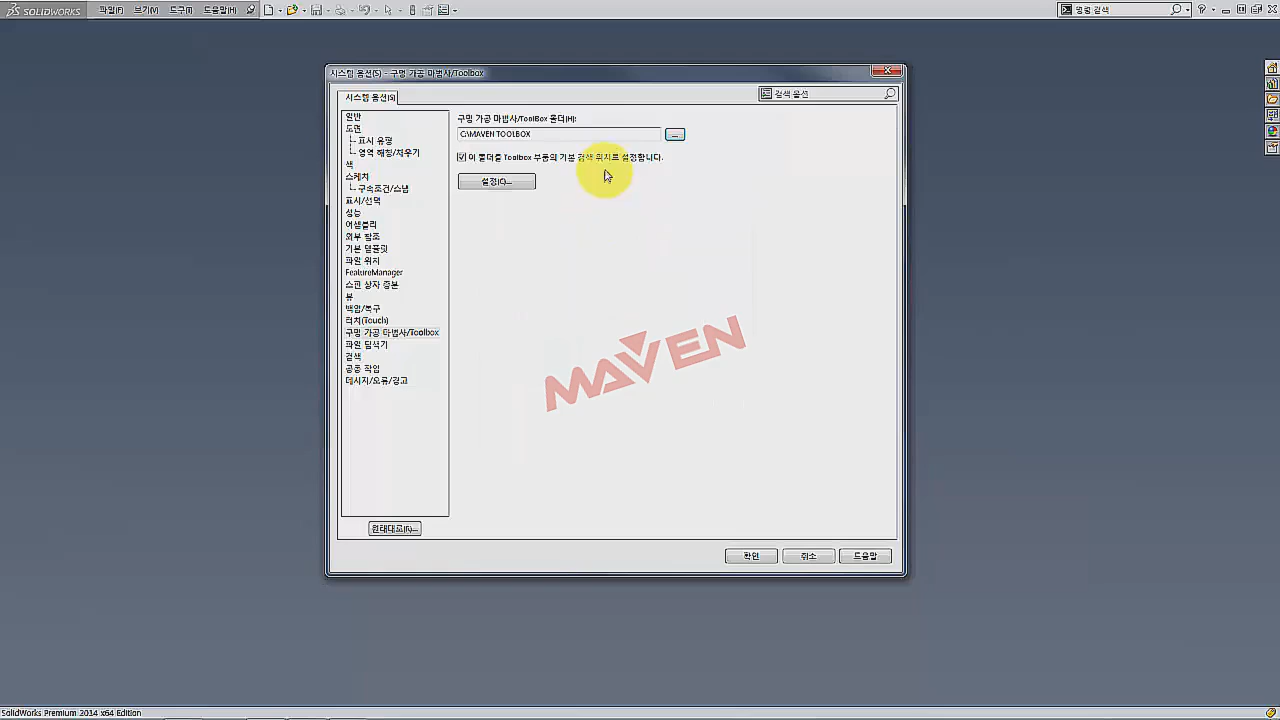 SOLIDWORKS 파일(F) 보기(V) 도구(T) 도움말(H) 명령 검색
시스템 옵션(S) - 구멍 가공 마법사/Toolbox
시스템 옵션(S) 검색 옵션
일반
도면
표시 유형
영역 해칭/채우기
색
스케치
구속조건/스냅
표시/선택
성능
어셈블리
외부 참조
기본 템플릿
파일 위치
FeatureManager
스핀 상자 증분
뷰
백업/복구
터치(Touch)
구멍 가공 마법사/Toolbox
파일 탐색기
검색
공동 작업
메시지/오류/경고
원래대로(R)...
구멍 가공 마법사/ToolBox 폴더(H):
C:\MAVEN TOOLBOX
...
이 폴더를 Toolbox 부품의 기본 검색 위치로 설정합니다.
설정(C)...
MAVEN
확인 취소 도움말
SolidWorks Premium 2014 x64 Edition